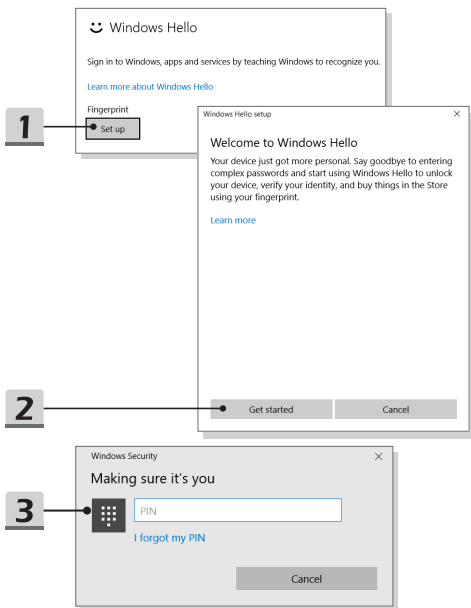 Windows Hello
Sign in to Windows, apps and services by teaching Windows to recognize you.
Learn more about Windows Hello
Fingerprint
1
Set up
Windows Hello setup
Welcome to Windows Hello
Your device just got more personal. Say goodbye to entering
complex passwords and start using Windows Hello to unlock
your device, verify your identity, and buy things in the Store
using your fingerprint.
Learn more
2
Get started
Cancel
Windows Security
Making sure it's you
3
PIN
I forgot my PIN
Cancel